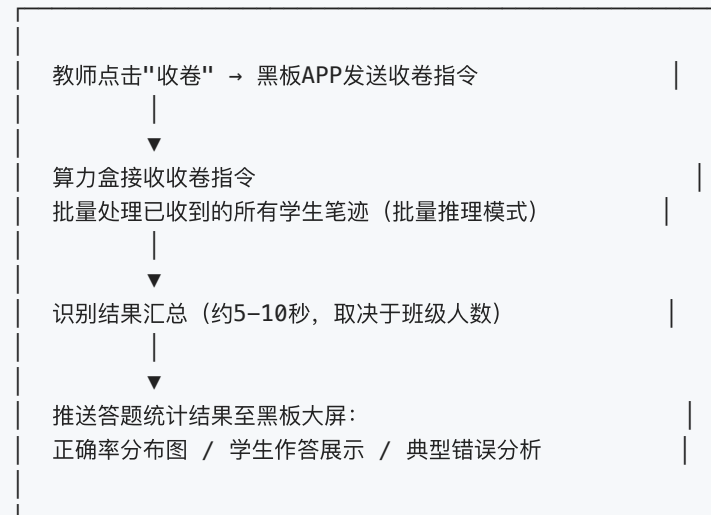 教师点击"收卷" → 黑板APP发送收卷指令
算力盒接收收卷指令
批量处理已收到的所有学生笔迹（批量推理模式）
识别结果汇总（约5-10秒，取决于班级人数）
推送答题统计结果至黑板大屏：
正确率分布图 / 学生作答展示 / 典型错误分析